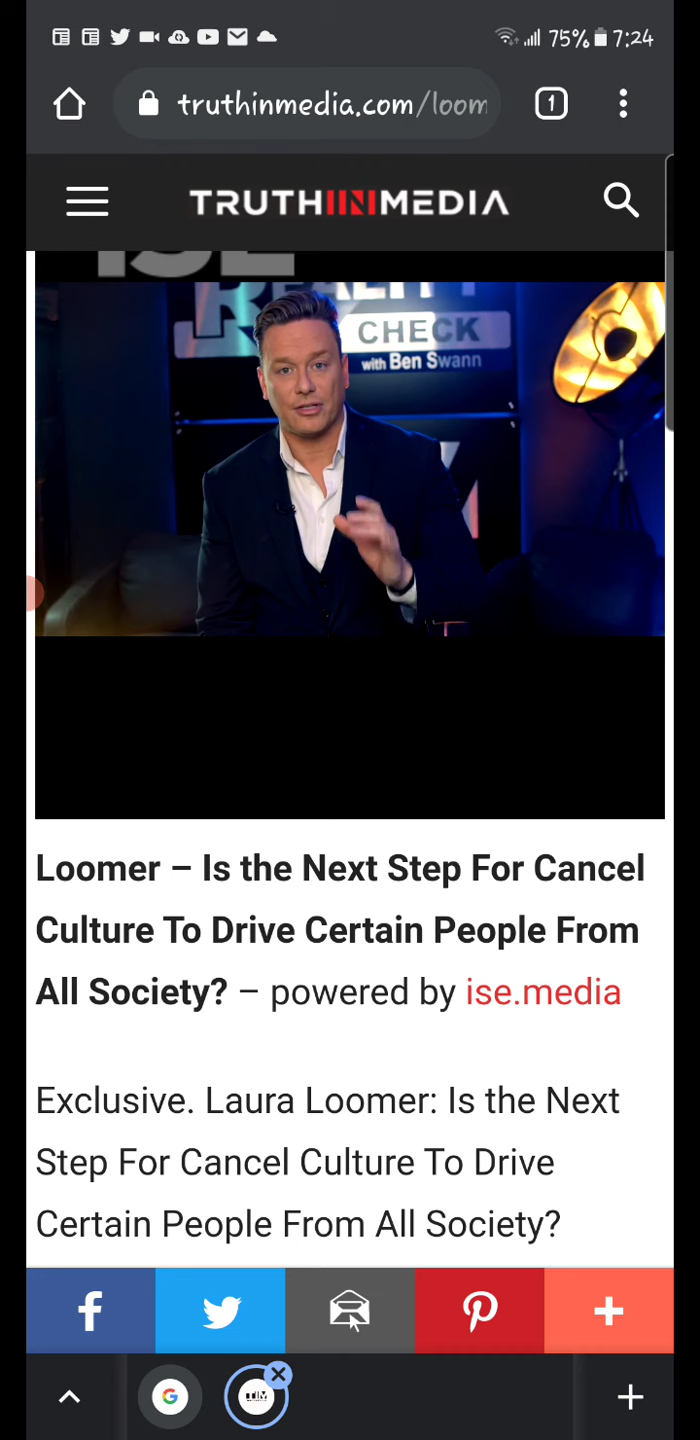 75% 7:24
truthinmedia.com/loom
1
TRUTHINMEDIA
ISE
REALITY
CHECK
with Ben Swann
Loomer – Is the Next Step For Cancel
Culture To Drive Certain People From
All Society? – powered by ise.media
Exclusive. Laura Loomer: Is the Next
Step For Cancel Culture To Drive
Certain People From All Society?